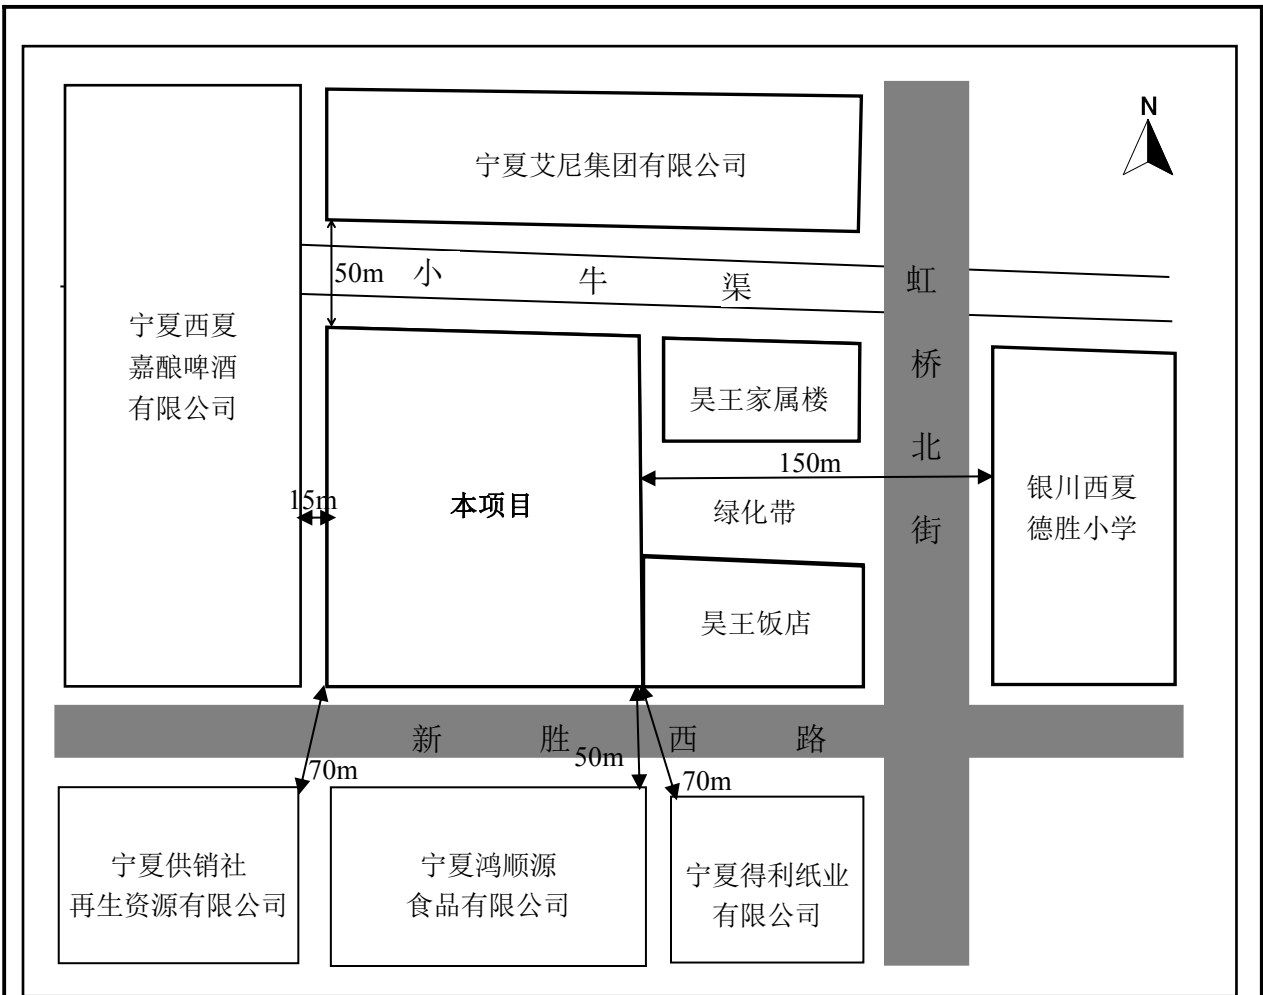 N
宁夏艾尼集团有限公司
50m
小牛渠
虹桥北街
宁夏西夏
嘉酿啤酒
有限公司
昊王家属楼
150m
15m
本项目
绿化带
银川西夏
德胜小学
昊王饭店
新胜西路
70m
50m
70m
宁夏供销社
再生资源有限公司
宁夏鸿顺源
食品有限公司
宁夏得利纸业
有限公司